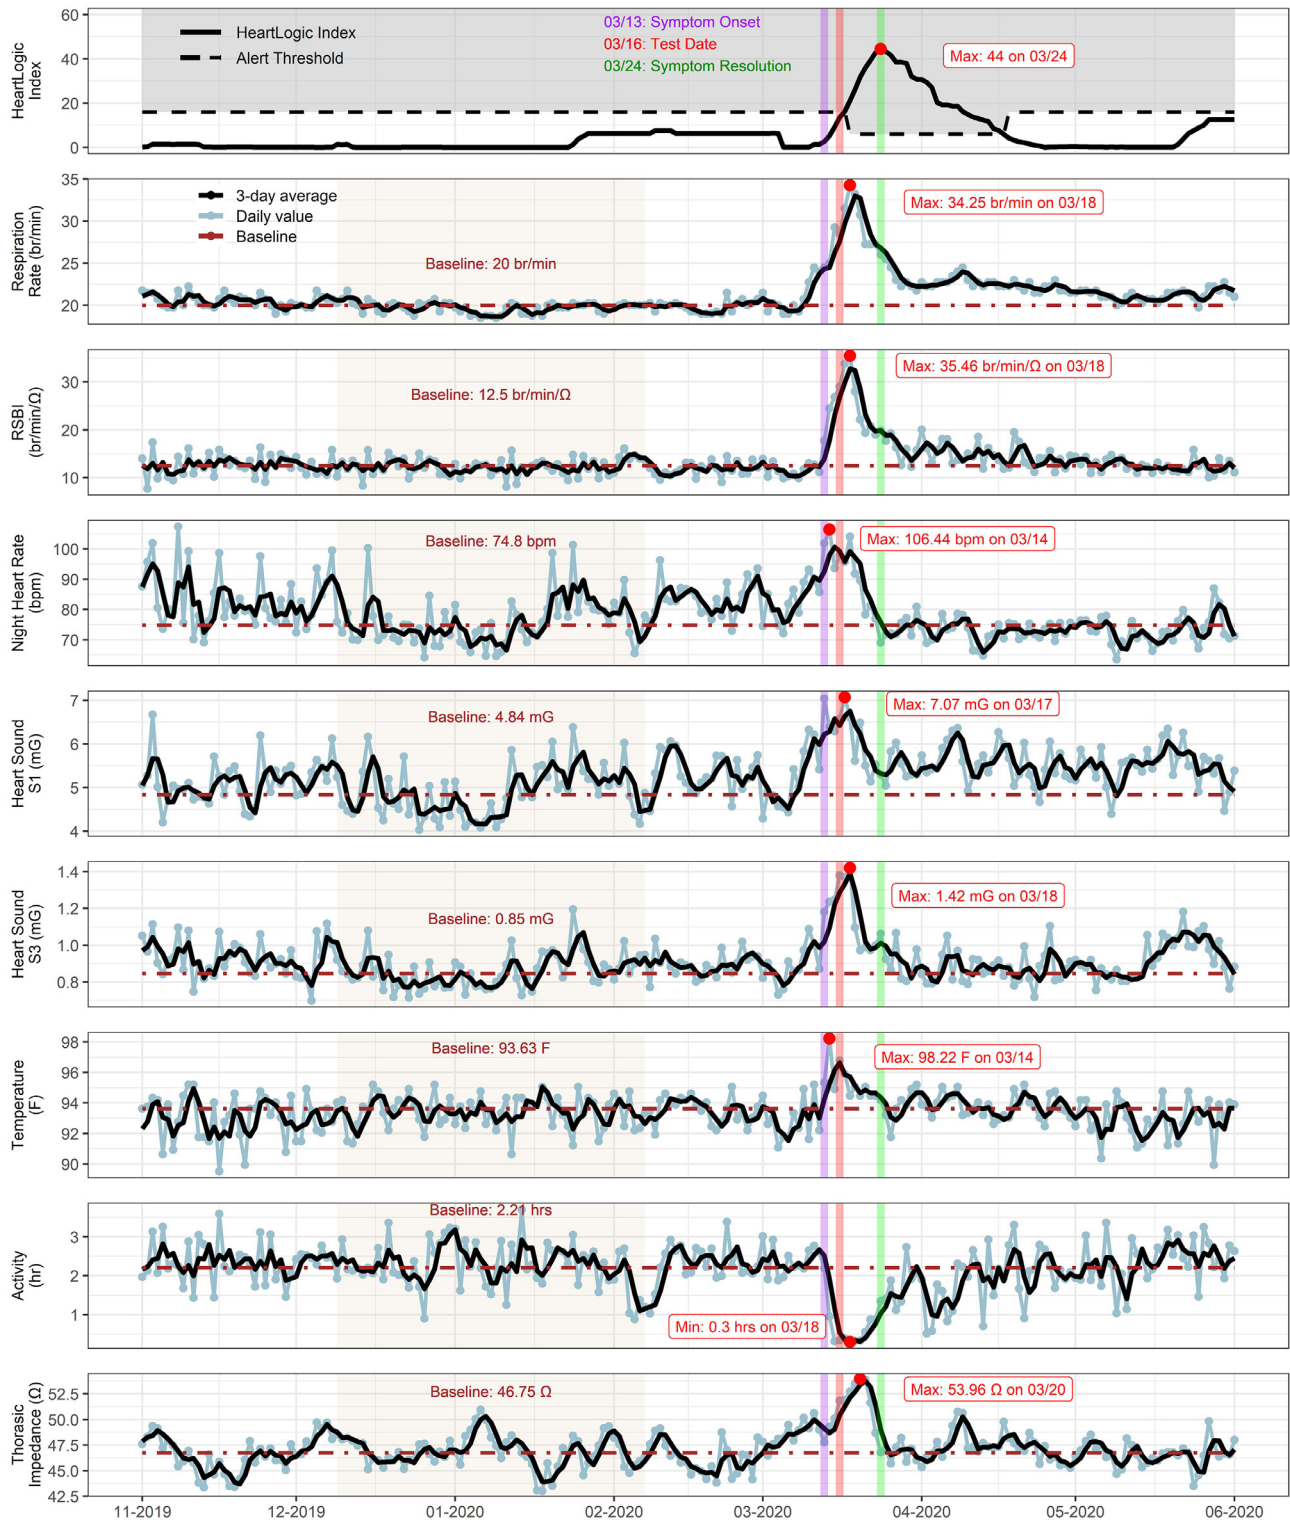 HeartLogic
Index
60
40
20
0
HeartLogic Index
Alert Threshold
03/13: Symptom Onset
03/16: Test Date
03/24: Symptom Resolution
Max: 44 on 03/24
Respiration
Rate (br/min)
35
30
25
20
3-day average
Daily value
Baseline
Baseline: 20 br/min
Max: 34.25 br/min on 03/18
RSBI
(br/min/Ω)
30
20
10
Baseline: 12.5 br/min/Ω
Max: 35.46 br/min/Ω on 03/18
Night Heart Rate
(bpm)
100
90
80
70
Baseline: 74.8 bpm
Max: 106.44 bpm on 03/14
Heart Sound
S1 (mG)
7
6
5
4
Baseline: 4.84 mG
Max: 7.07 mG on 03/17
Heart Sound
S3 (mG)
1.4
1.2
1.0
0.8
Baseline: 0.85 mG
Max: 1.42 mG on 03/18
Temperature
(F)
98
96
94
92
90
Baseline: 93.63 F
Max: 98.22 F on 03/14
Activity
(hr)
3
2
1
Baseline: 2.21 hrs
Min: 0.3 hrs on 03/18
Thorasic
Impedance (Ω)
52.5
50.0
47.5
45.0
42.5
Baseline: 46.75 Ω
Max: 53.96 Ω on 03/20
11-2019 12-2019 01-2020 02-2020 03-2020 04-2020 05-2020 06-2020